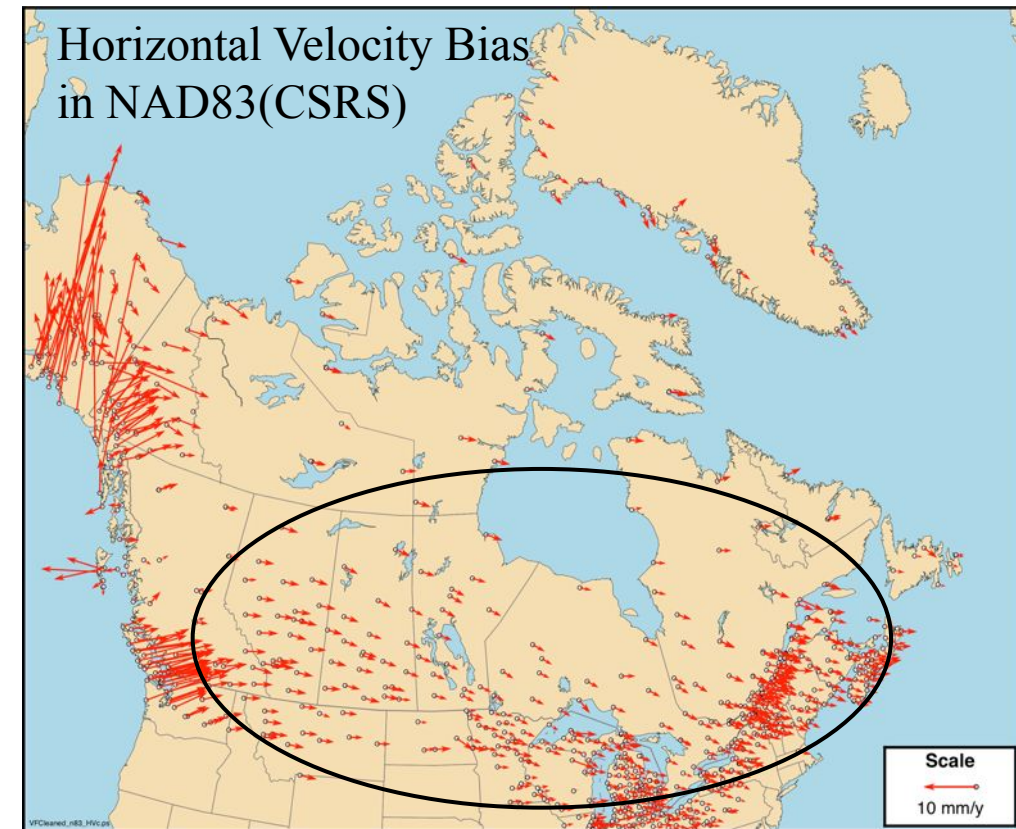 Horizontal Velocity Bias
in NAD83(CSRS)
Scale
10 mm/y
VFCleaned_n83_HVc.ps